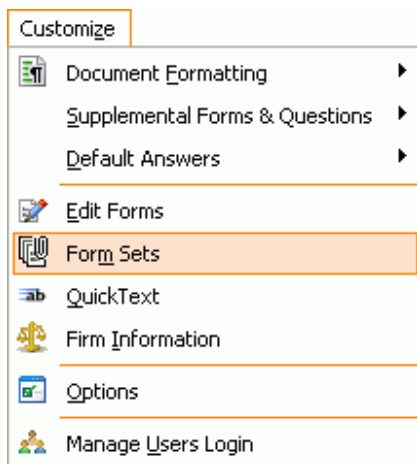 Customize
Document Formatting
Supplemental Forms & Questions
Default Answers
Edit Forms
Form Sets
ab QuickText
Firm Information
Options
Manage Users Login